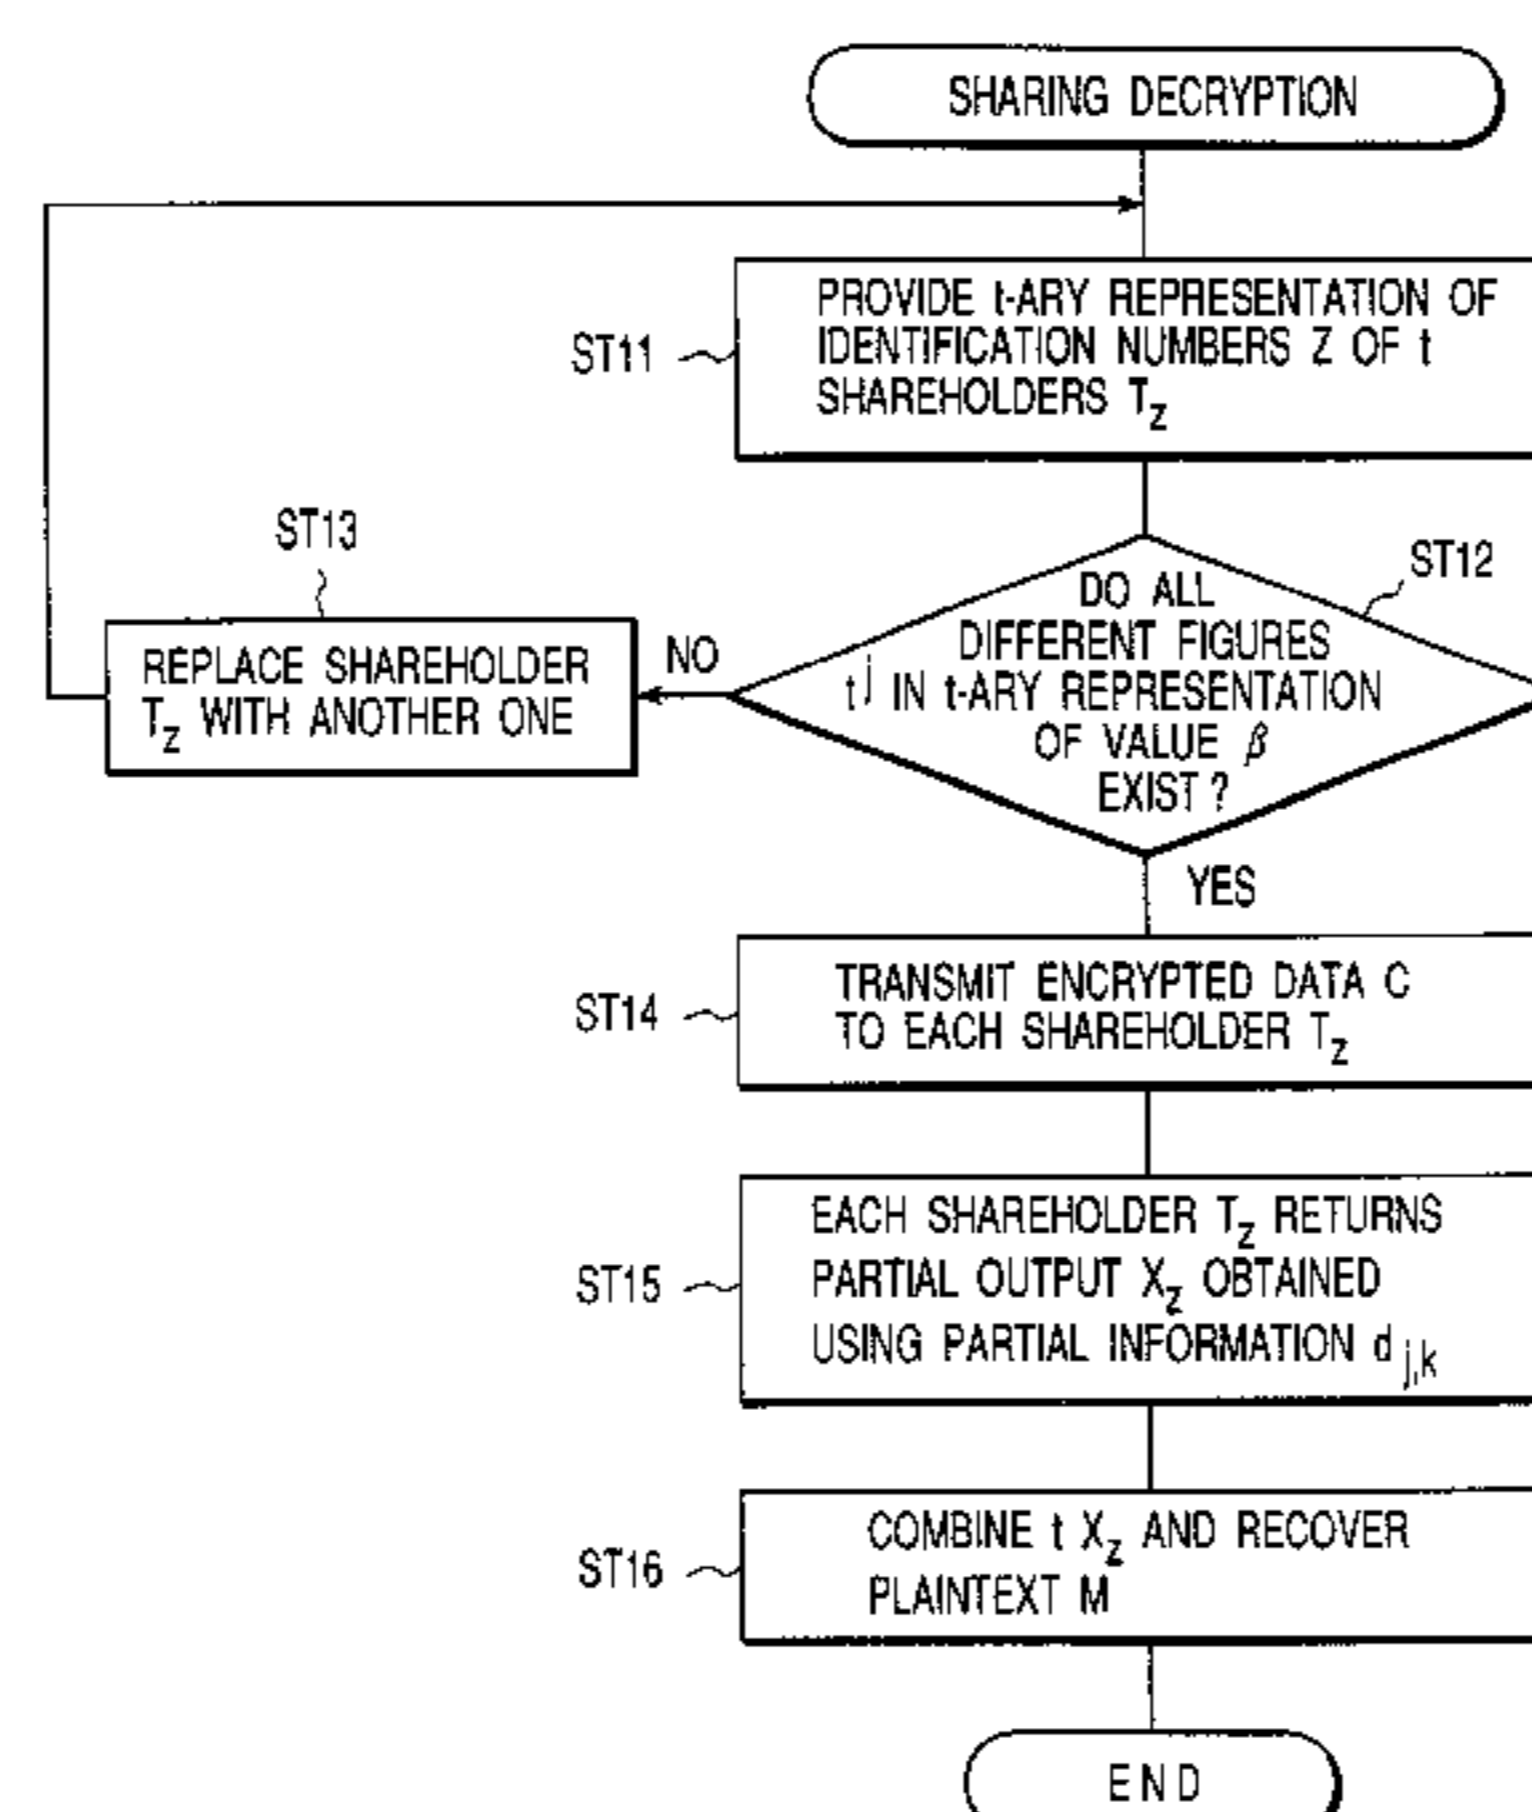 SHARING DECRYPTION
PROVIDE t-ARY REPRESENTATION OF
IDENTIFICATION NUMBERS Z OF t
SHAREHOLDERS Tz
ST11
ST13
ST12
DO ALL
DIFFERENT FIGURES
t j IN t-ARY REPRESENTATION
OF VALUE β
EXIST?
NO
REPLACE SHAREHOLDER
Tz WITH ANOTHER ONE
YES
TRANSMIT ENCRYPTED DATA C
TO EACH SHAREHOLDER Tz
ST14
EACH SHAREHOLDER Tz RETURNS
PARTIAL OUTPUT Xz OBTAINED
USING PARTIAL INFORMATION d j,k
ST15
COMBINE t Xz AND RECOVER
PLAINTEXT M
ST16
END